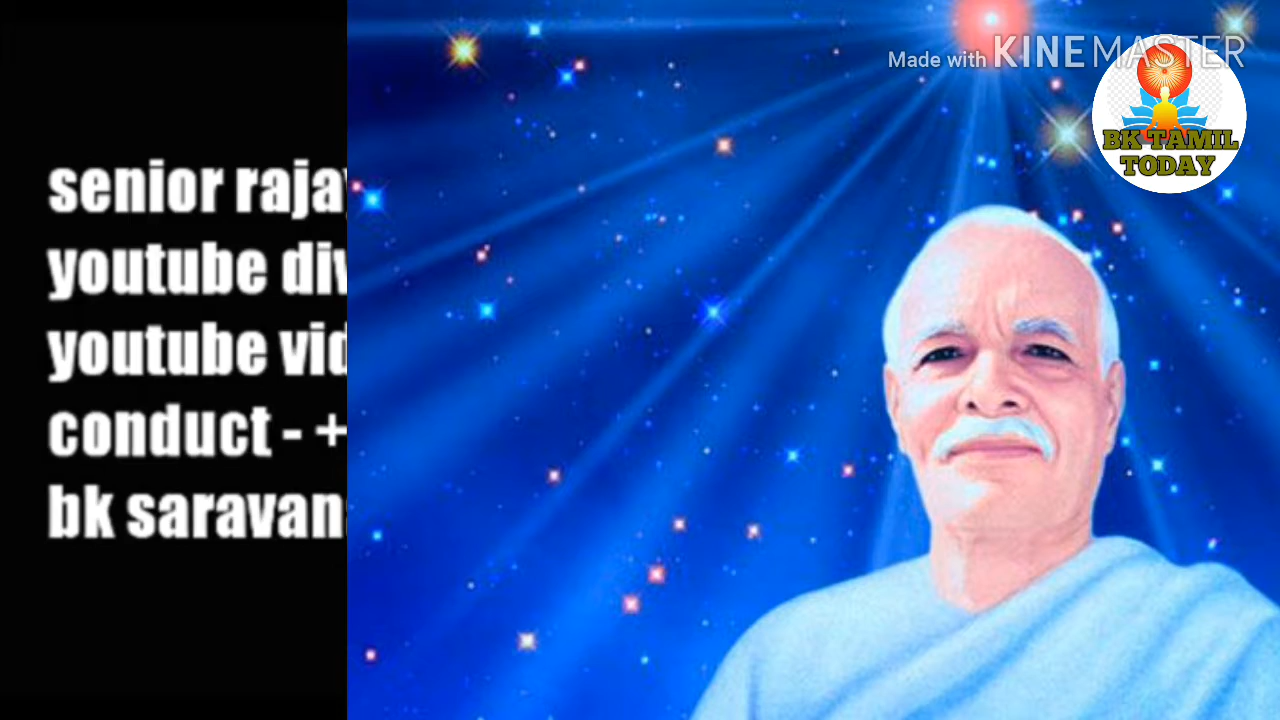 senior raja
youtube div
youtube vid
conduct - +
bk saravan
Made with KINEMASTER
BK TAMIL
TODAY